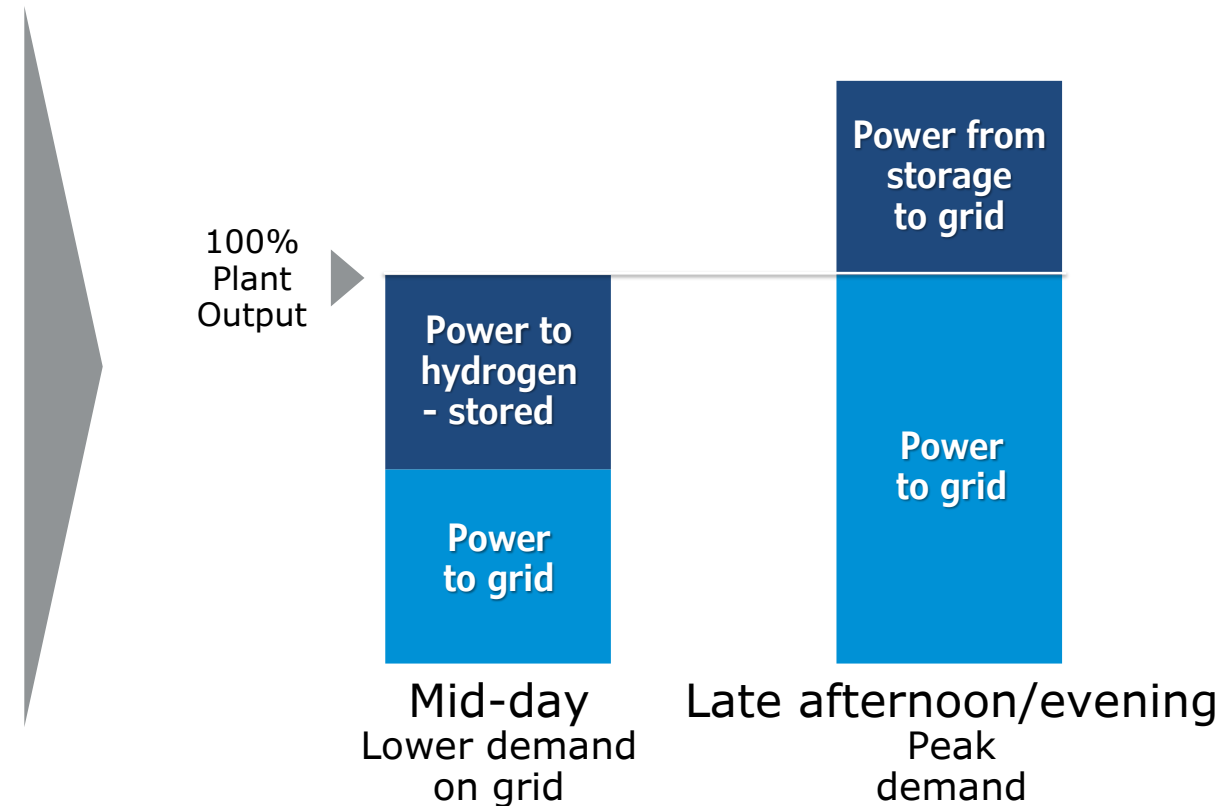 100%
Plant
Output
Power to
hydrogen
- stored
Power
to grid
Power from
storage
to grid
Power
to grid
Mid-day
Lower demand
on grid
Late afternoon/evening
Peak
demand